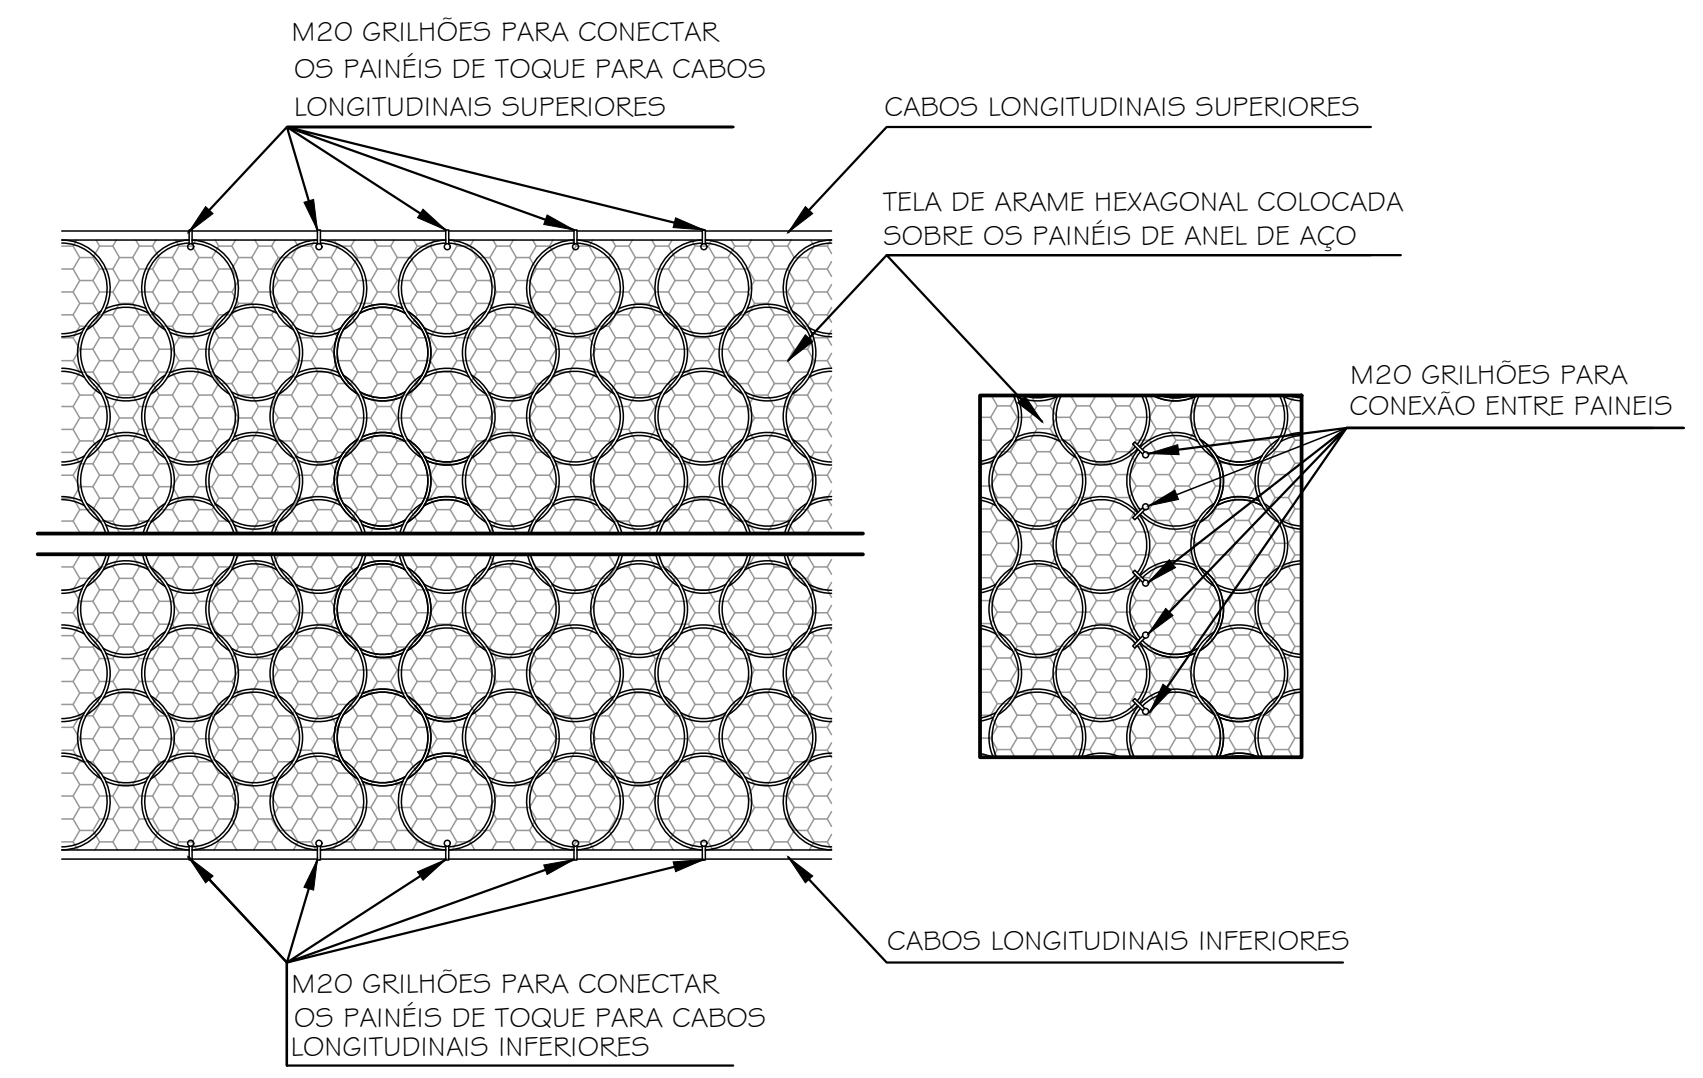 M20 GRILHÕES PARA CONECTAR
OS PAINÉIS DE TOQUE PARA CABOS
LONGITUDINAIS SUPERIORES
CABOS LONGITUDINAIS SUPERIORES
TELA DE ARAME HEXAGONAL COLOCADA
SOBRE OS PAINÉIS DE ANEL DE AÇO
M20 GRILHÕES PARA
CONEXÃO ENTRE PAINEIS
CABOS LONGITUDINAIS INFERIORES
M20 GRILHÕES PARA CONECTAR
OS PAINÉIS DE TOQUE PARA CABOS
LONGITUDINAIS INFERIORES